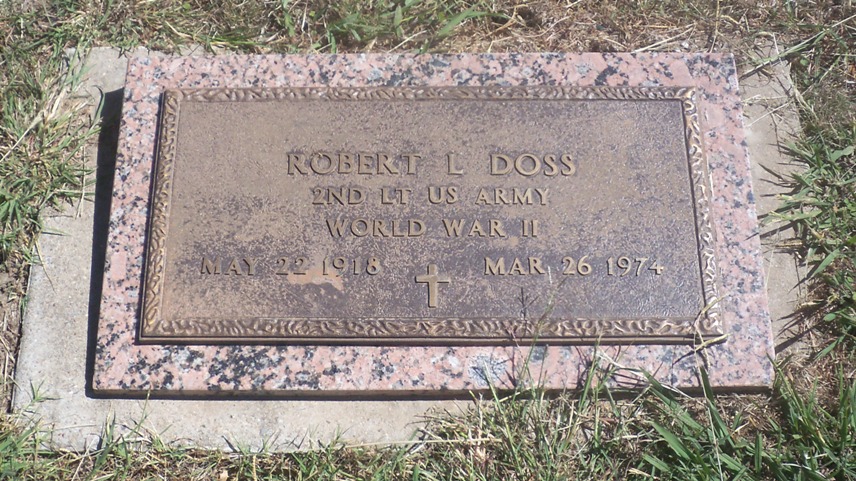 ROBERT L DOSS
2ND LT US ARMY
WORLD WAR II
MAY 22 1918 MAR 26 1974